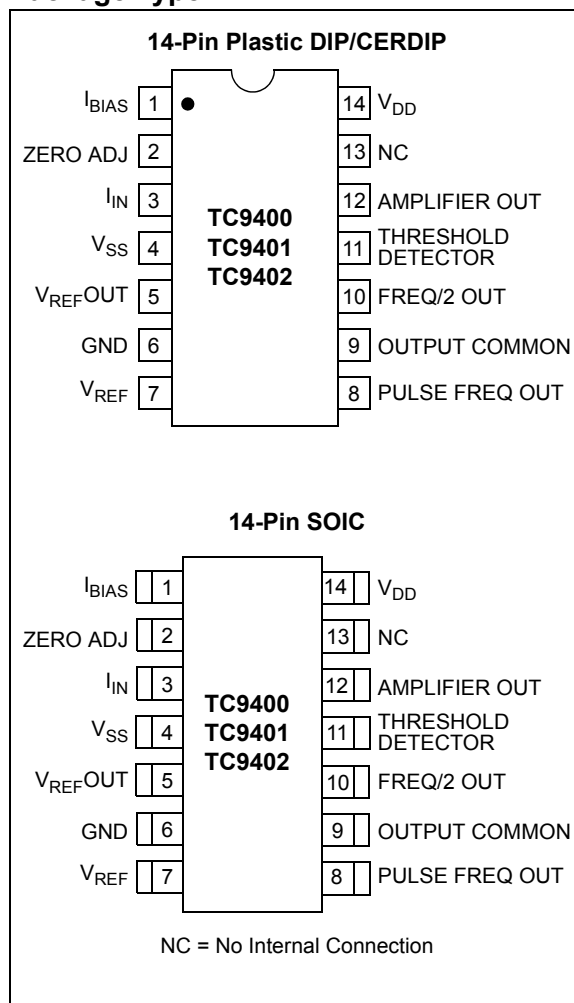 14-Pin Plastic DIP/CERDIP
I_BIAS 1 14 V_DD
ZERO ADJ 2 13 NC
I_IN 3 12 AMPLIFIER OUT
TC9400
V_SS 4 11 THRESHOLD DETECTOR
TC9401
TC9402
V_REFOUT 5 10 FREQ/2 OUT
GND 6 9 OUTPUT COMMON
V_REF 7 8 PULSE FREQ OUT
14-Pin SOIC
I_BIAS 1 14 V_DD
ZERO ADJ 2 13 NC
I_IN 3 12 AMPLIFIER OUT
TC9400
V_SS 4 11 THRESHOLD DETECTOR
TC9401
TC9402
V_REFOUT 5 10 FREQ/2 OUT
GND 6 9 OUTPUT COMMON
V_REF 7 8 PULSE FREQ OUT
NC = No Internal Connection